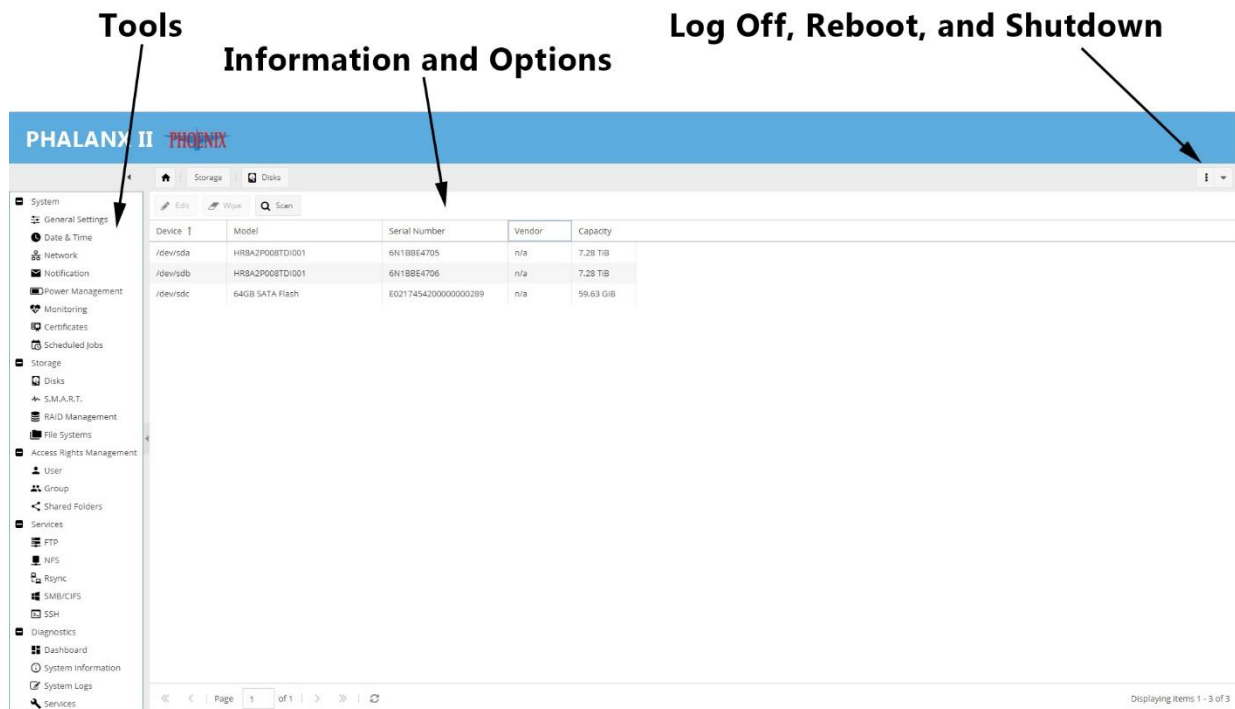 Tools
Log Off, Reboot, and Shutdown
Information and Options
PHALANX II PHOENIX
Storage Disks
Edit Wipe Scan
Device Model Serial Number Vendor Capacity
/dev/sda HR8A2P008TDI001 6N1BBE4705 n/a 7.28 TiB
/dev/sdb HR8A2P008TDI001 6N1BBE4706 n/a 7.28 TiB
/dev/sdc 64GB SATA Flash E0217454200000000289 n/a 59.63 GiB
System
General Settings
Date & Time
Network
Notification
Power Management
Monitoring
Certificates
Scheduled Jobs
Storage
Disks
S.M.A.R.T.
RAID Management
File Systems
Access Rights Management
User
Group
Shared Folders
Services
FTP
NFS
Rsync
SMB/CIFS
SSH
Diagnostics
Dashboard
System Information
System Logs
Services
Page 1 of 1
Displaying items 1 - 3 of 3